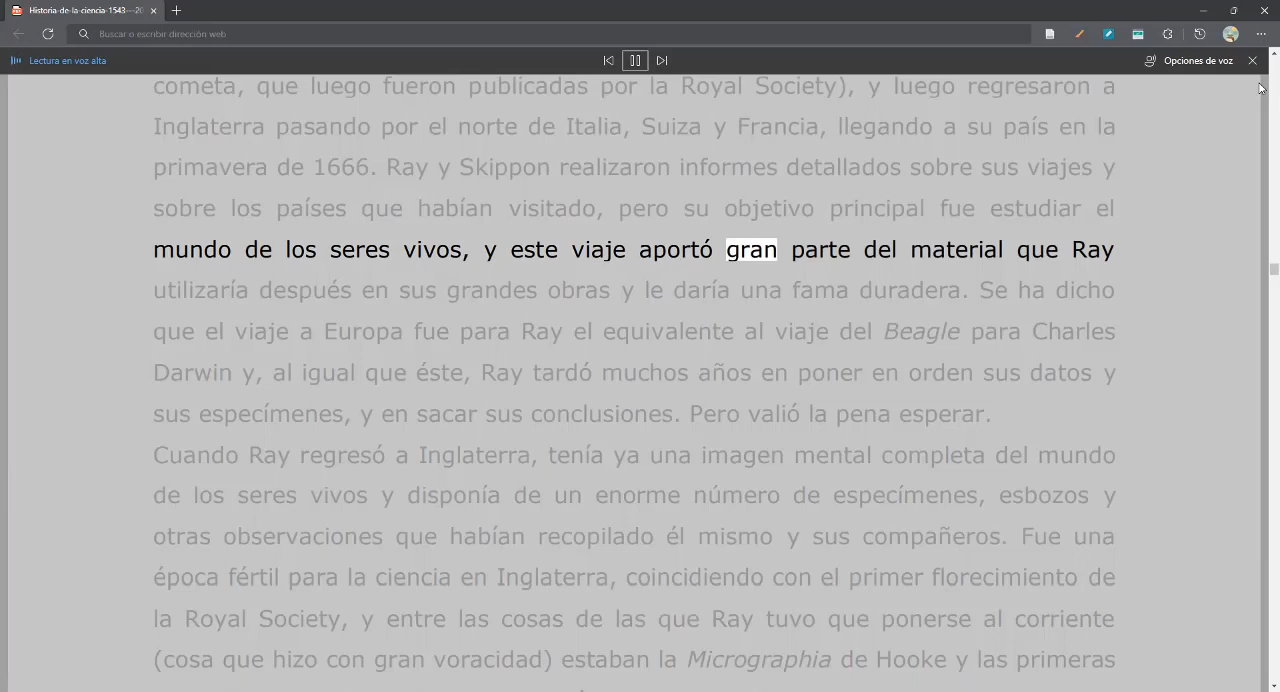 Historia-de-la-ciencia-1543---20
Buscar o escribir dirección web
Lectura en voz alta
Opciones de voz
cometa, que luego fueron publicadas por la Royal Society), y luego regresaron a
Inglaterra pasando por el norte de Italia, Suiza y Francia, llegando a su país en la
primavera de 1666. Ray y Skippon realizaron informes detallados sobre sus viajes y
sobre los países que habían visitado, pero su objetivo principal fue estudiar el
mundo de los seres vivos, y este viaje aportó gran parte del material que Ray
utilizaría después en sus grandes obras y le daría una fama duradera. Se ha dicho
que el viaje a Europa fue para Ray el equivalente al viaje del Beagle para Charles
Darwin y, al igual que éste, Ray tardó muchos años en poner en orden sus datos y
sus especímenes, y en sacar sus conclusiones. Pero valió la pena esperar.
Cuando Ray regresó a Inglaterra, tenía ya una imagen mental completa del mundo
de los seres vivos y disponía de un enorme número de especímenes, esbozos y
otras observaciones que habían recopilado él mismo y sus compañeros. Fue una
época fértil para la ciencia en Inglaterra, coincidiendo con el primer florecimiento de
la Royal Society, y entre las cosas de las que Ray tuvo que ponerse al corriente
(cosa que hizo con gran voracidad) estaban la Micrographia de Hooke y las primeras